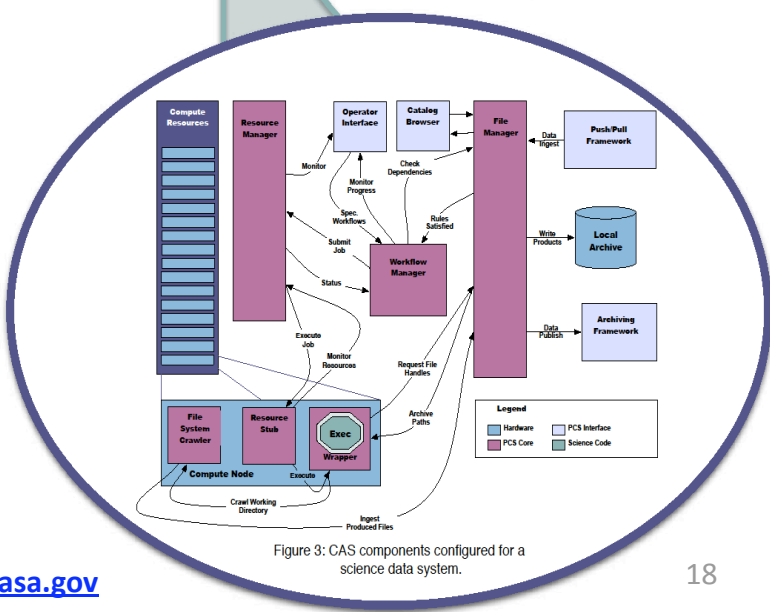 Compute
Resources
Resource
Manager
Operator
Interface
Catalog
Browser
File
Manager
Push/Pull
Framework
Data
Ingest
Monitor
Monitor
Progress
Check
Dependencies
Spec.
Workflows
Rules
Satisfied
Submit
Job
Workflow
Manager
Write
Products
Local
Archive
Status
Data
Publish
Archiving
Framework
Execute
Job
Monitor
Resources
Request File
Handles
File
System
Crawler
Resource
Stub
Exec
Wrapper
Archive
Paths
Legend
Hardware
PCS Interface
PCS Core
Science Code
Compute Node
Execute
Crawl Working
Directory
Ingest
Produced Files
Figure 3: CAS components configured for a
science data system.
asa.gov
18